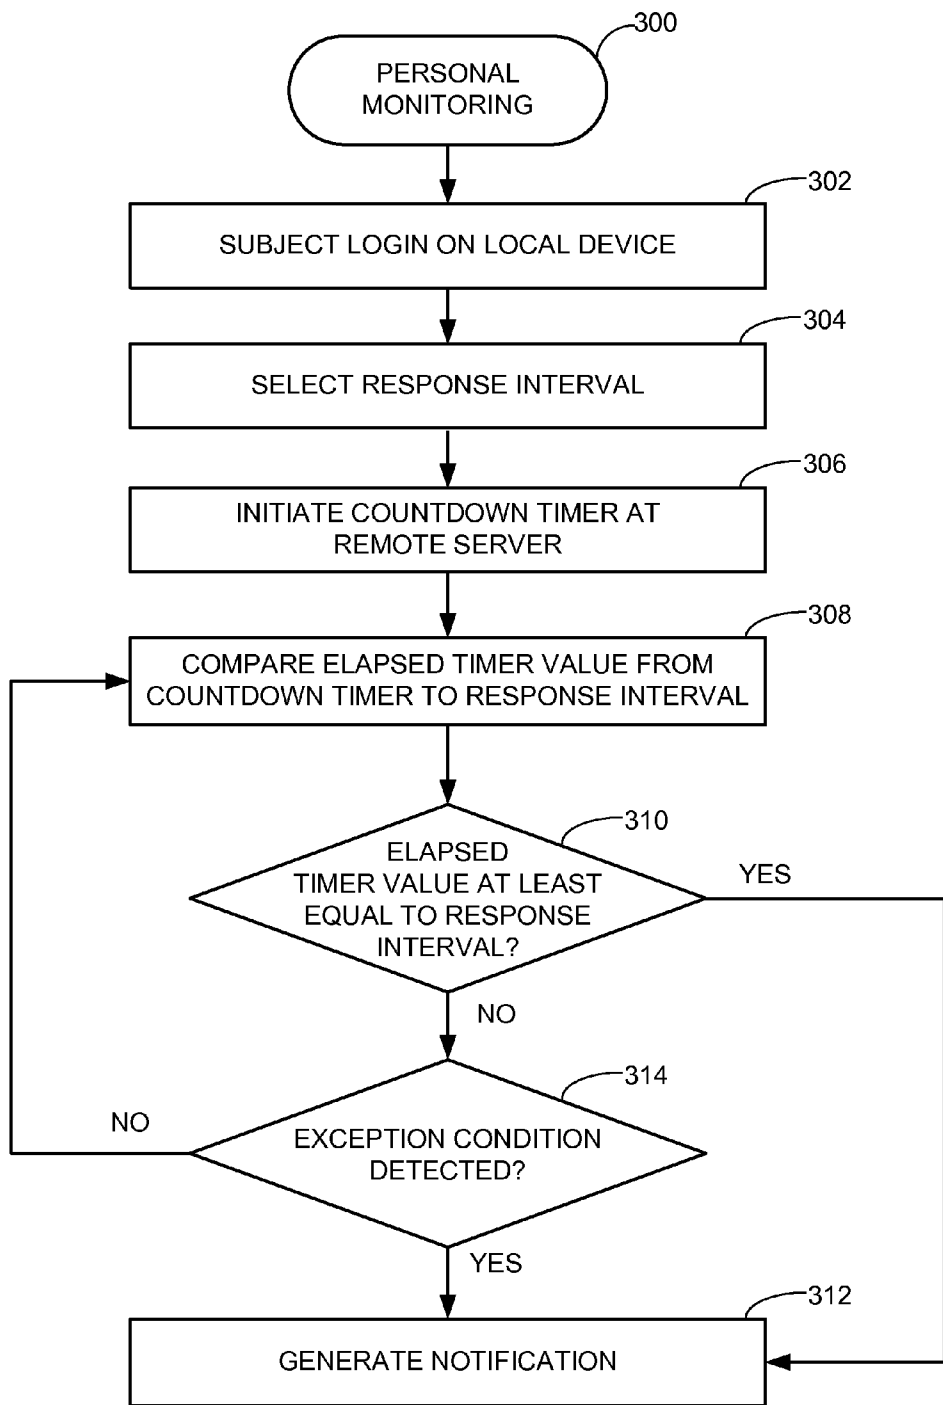 300
PERSONAL
MONITORING
302
SUBJECT LOGIN ON LOCAL DEVICE
304
SELECT RESPONSE INTERVAL
306
INITIATE COUNTDOWN TIMER AT
REMOTE SERVER
308
COMPARE ELAPSED TIMER VALUE FROM
COUNTDOWN TIMER TO RESPONSE INTERVAL
310
ELAPSED
TIMER VALUE AT LEAST
EQUAL TO RESPONSE
INTERVAL?
YES
NO
314
EXCEPTION CONDITION
DETECTED?
NO
YES
312
GENERATE NOTIFICATION